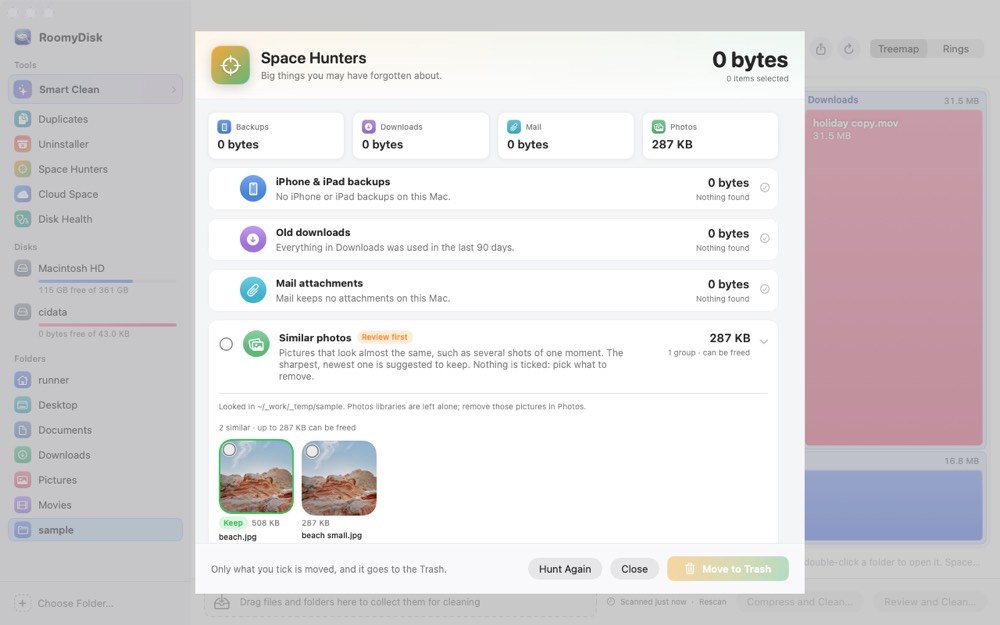 RoomyDisk
Tools
Smart Clean
Duplicates
Uninstaller
Space Hunters
Cloud Space
Disk Health
Disks
Macintosh HD
115 GB free of 361 GB
cidata
0 bytes free of 43.0 KB
Folders
runner
Desktop
Documents
Downloads
Pictures
Movies
sample
Choose Folder...
Space Hunters
Big things you may have forgotten about.
0 bytes
0 items selected
Backups
0 bytes
Downloads
0 bytes
Mail
0 bytes
Photos
287 KB
iPhone & iPad backups
No iPhone or iPad backups on this Mac.
0 bytes
Nothing found
Old downloads
Everything in Downloads was used in the last 90 days.
0 bytes
Nothing found
Mail attachments
Mail keeps no attachments on this Mac.
0 bytes
Nothing found
Similar photos Review first
Pictures that look almost the same, such as several shots of one moment. The
sharpest, newest one is suggested to keep. Nothing is ticked: pick what to
remove.
287 KB
1 group · can be freed
Looked in ~/_work/_temp/sample. Photos libraries are left alone; remove those pictures in Photos.
2 similar · up to 287 KB can be freed
Keep 508 KB
beach.jpg
287 KB
beach small.jpg
Only what you tick is moved, and it goes to the Trash.
Hunt Again
Close
Move to Trash
Treemap
Rings
Downloads
31.5 MB
holiday copy.mov
31.5 MB
16.8 MB
double-click a folder to open it. Space...
Drag files and folders here to collect them for cleaning
Scanned just now · Rescan
Compress and Clean...
Review and Clean...